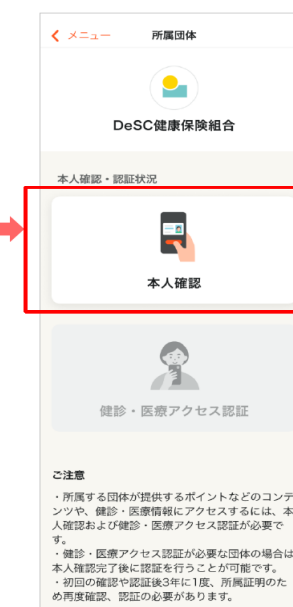 メニュー 所属団体
DeSC健康保険組合
本人確認・認証状況
本人確認
健診・医療アクセス認証
ご注意
・所属する団体が提供するポイントなどのコンテ
ンツや、健診・医療情報にアクセスするには、本
人確認および健診・医療アクセス認証が必要で
す。
・健診・医療アクセス認証が必要な団体の場合は
本人確認完了後に認証を行うことが可能です。
・初回の確認や認証後3年に1度、所属証明のた
め再度確認、認証の必要があります。